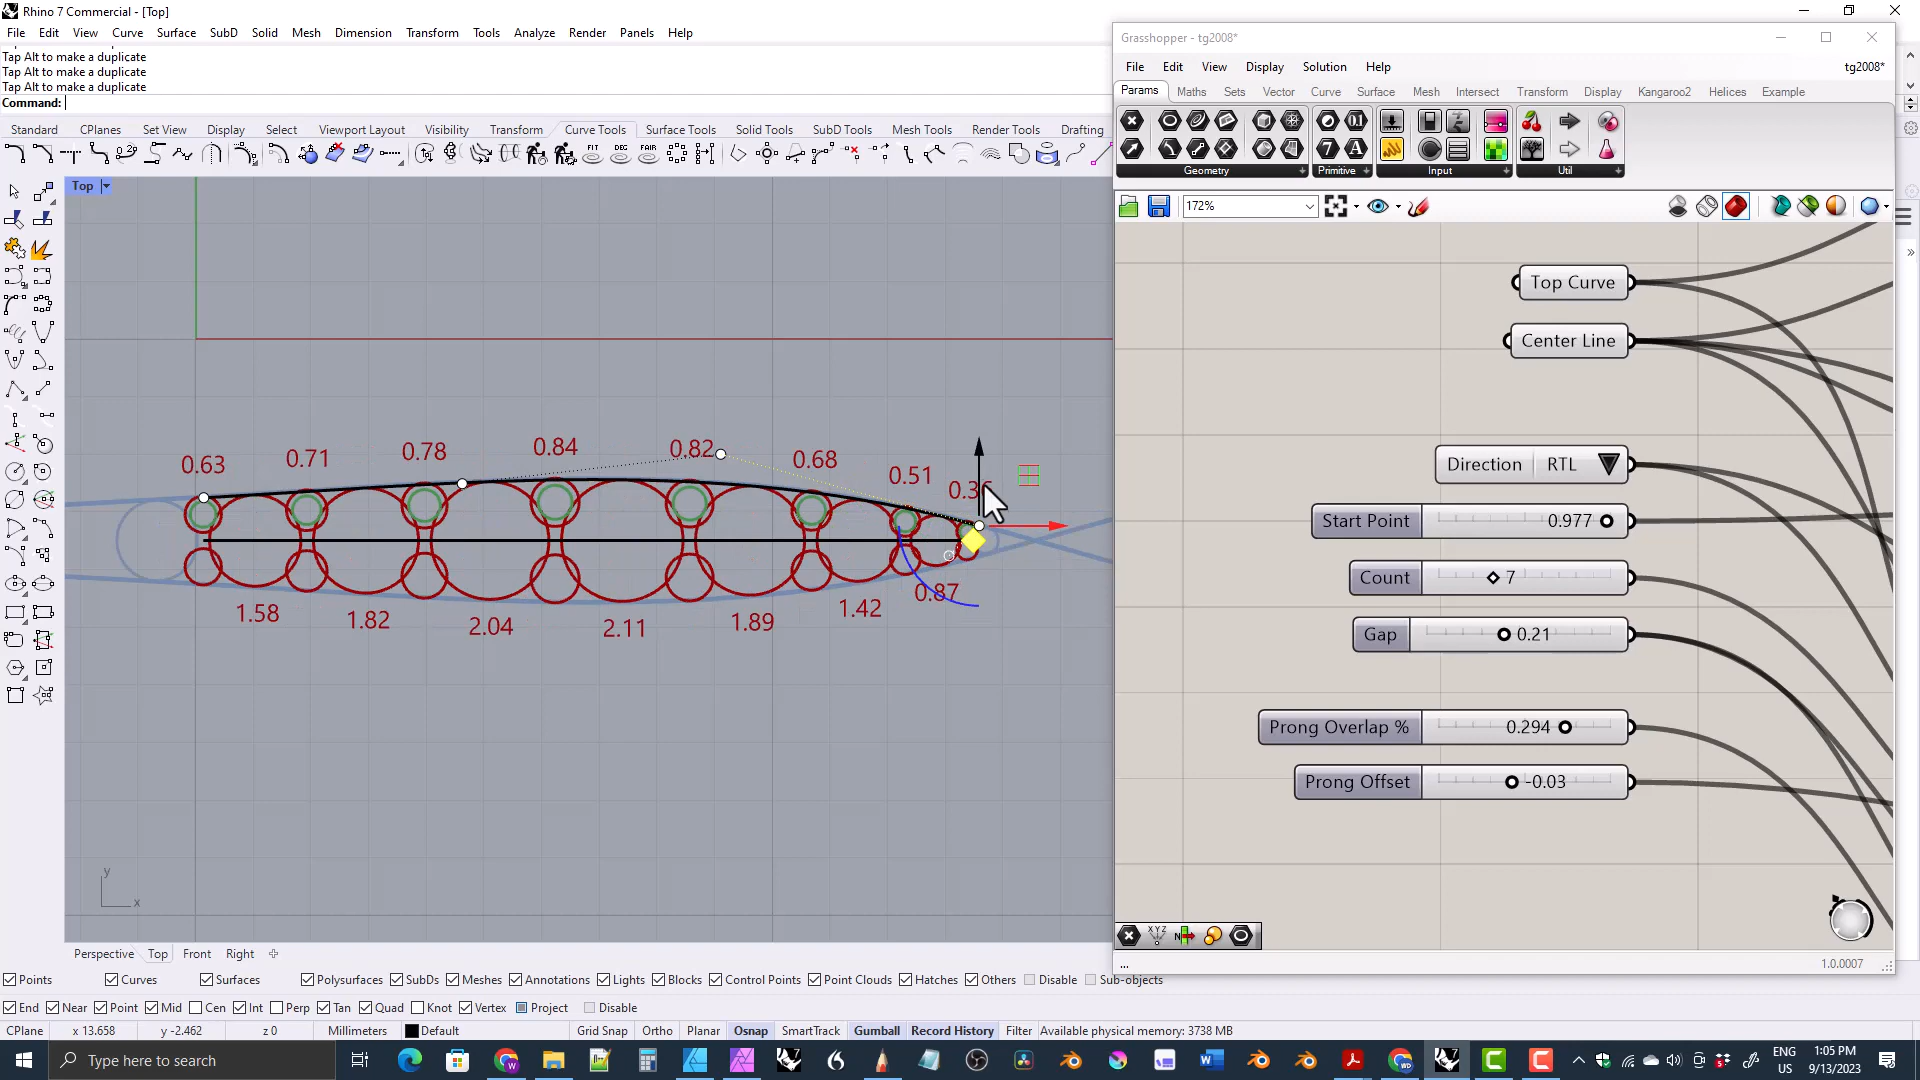 Rhino 7 Commercial - [Top]
File Edit View Curve Surface SubD Solid Mesh Dimension Transform Tools Analyze Render Panels Help
Tap Alt to make a duplicate
Tap Alt to make a duplicate
Tap Alt to make a duplicate
Command:
Standard CPlanes Set View Display Select Viewport Layout Visibility Transform Curve Tools Surface Tools Solid Tools SubD Tools Mesh Tools Render Tools Drafting
Top
0.63 0.71 0.78 0.84 0.82 0.68 0.51
1.58 1.82 2.04 2.11 1.89 1.42 0.87
y
x
Perspective Top Front Right
Points Curves Surfaces Polysurfaces SubDs Meshes Annotations Lights Blocks Control Points Point Clouds Hatches Others Disable Sub-objects
End Near Point Mid Cen Int Perp Tan Quad Knot Vertex Project Disable
CPlane x 13.658 y -2.462 z 0 Millimeters Default Grid Snap Ortho Planar Osnap SmartTrack Gumball Record History Filter Available physical memory: 3738 MB
Grasshopper - tg2008*
File Edit View Display Solution Help tg2008*
Params Maths Sets Vector Curve Surface Mesh Intersect Transform Display Kangaroo2 Helices Example
Geometry Primitive Input Util
172%
Top Curve
Center Line
Direction RTL
Start Point 0.977
Count 7
Gap 0.21
Prong Overlap % 0.294
Prong Offset -0.03
...
1.0.0007
Type here to search
ENG
US
1:05 PM
9/13/2023